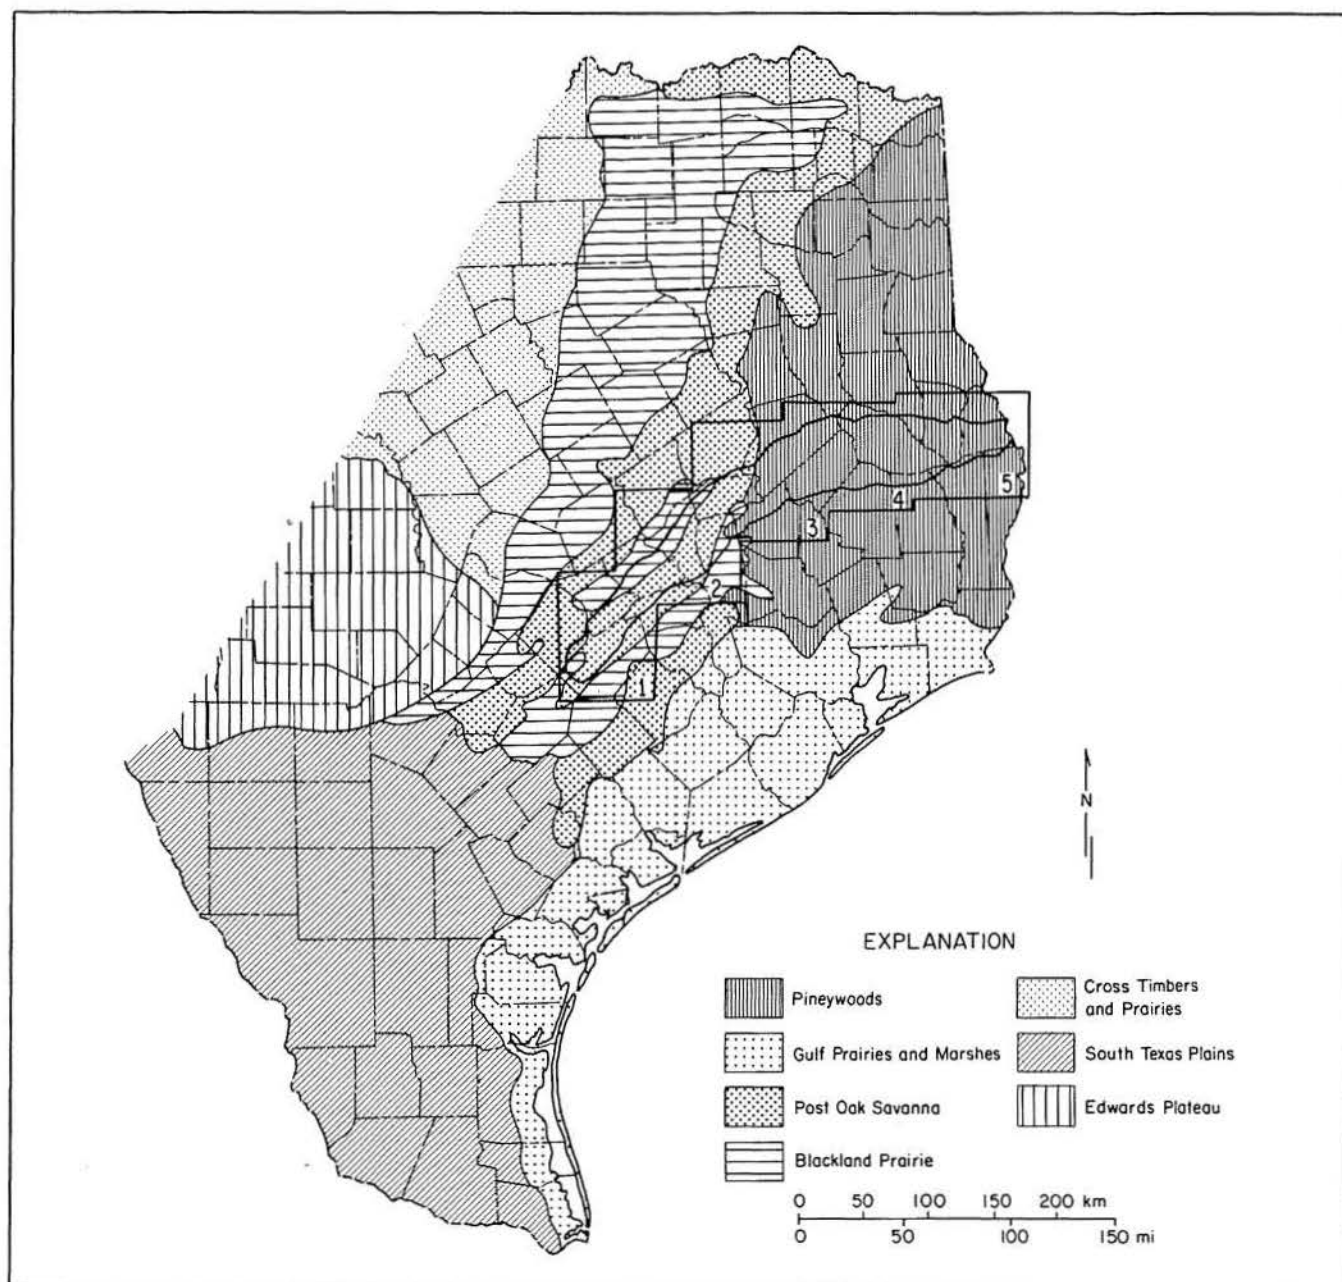 5
4
3
2
1
N
EXPLANATION
Pineywoods
Cross Timbers
and Prairies
Gulf Prairies and Marshes
South Texas Plains
Post Oak Savanna
Edwards Plateau
Blackland Prairie
0 50 100 150 200 km
0 50 100 150 mi